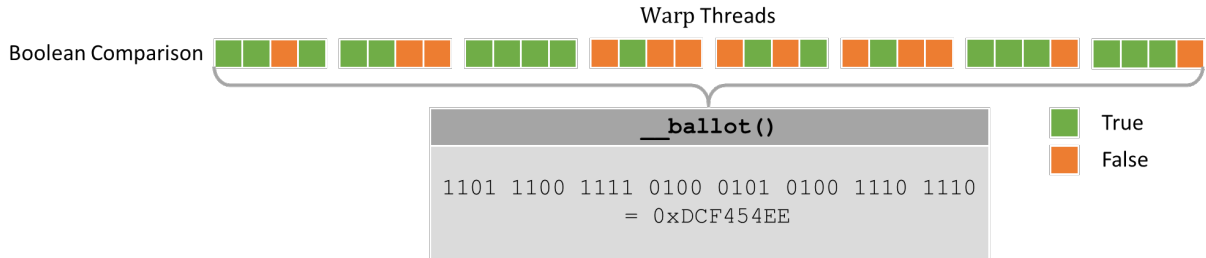 Warp Threads
Boolean Comparison
__ballot()
True
False
1101 1100 1111 0100 0101 0100 1110 1110
= 0xDCF454EE